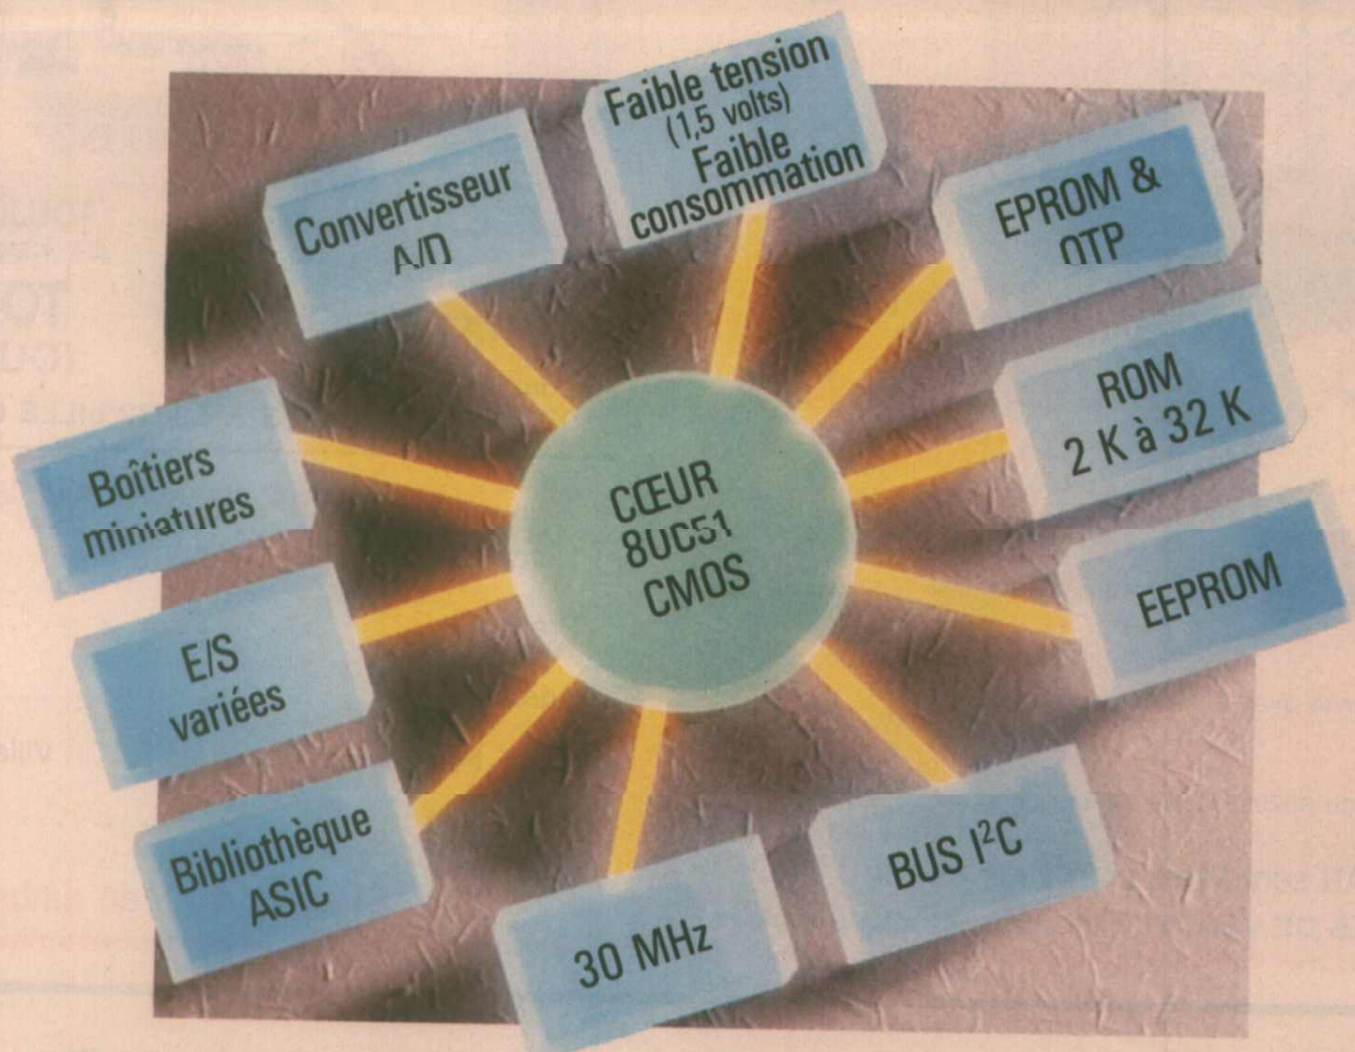 Faible tension
(1,5 volts)
Faible
consommation
Convertisseur
A/D
EPROM &
OTP
ROM
2 K à 32 K
Boîtiers
miniatures
CŒUR
80C51
CMOS
EEPROM
E/S
variées
Bibliothèque
ASIC
BUS I²C
30 MHz